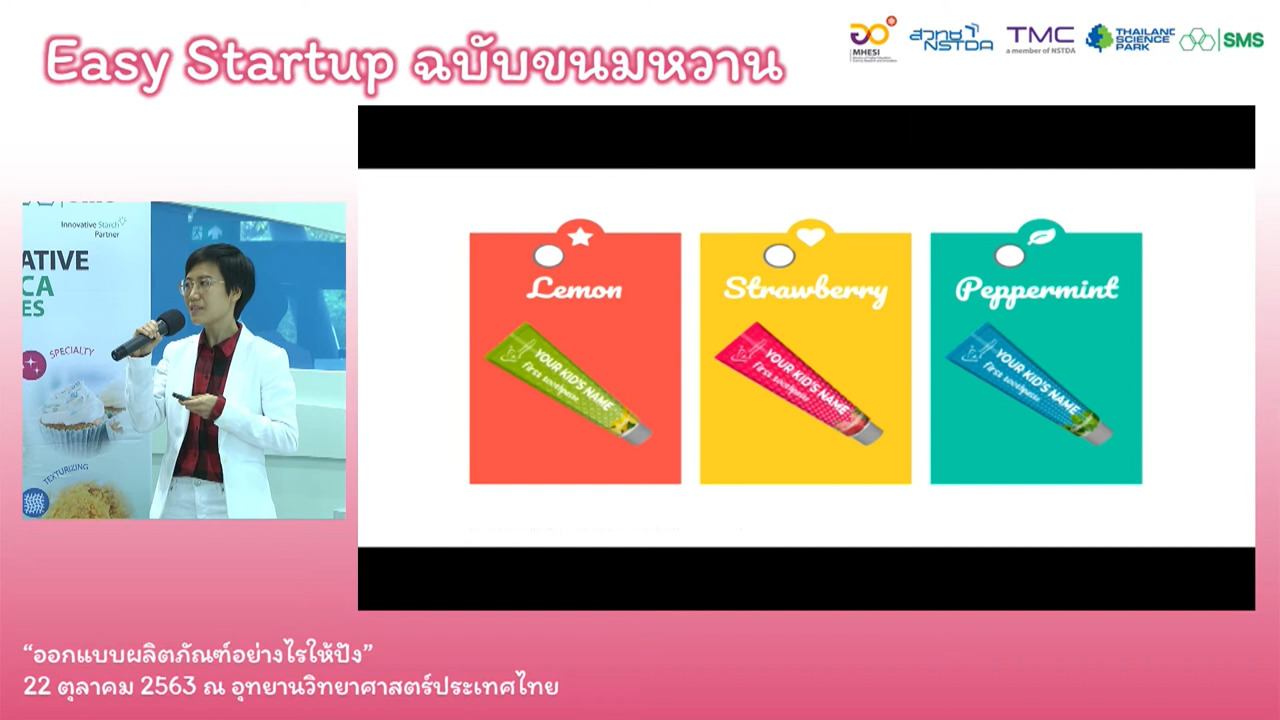 Easy Startup ฉบับขนมหวาน
MHESI
สวทช
NSTDA
TMC
a member of NSTDA
THAILAND
SCIENCE
PARK
SMS
Innovative Starch
Partner
ATIVE
CA
ES
SPECIALTY
TEXTURIZING
Lemon
Strawberry
Peppermint
YOUR KID'S NAME
first toothpaste
YOUR KID'S NAME
first toothpaste
YOUR KID'S NAME
first toothpaste
“ออกแบบผลิตภัณฑ์อย่างไรให้ปัง”
22 ตุลาคม 2563 ณ อุทยานวิทยาศาสตร์ประเทศไทย